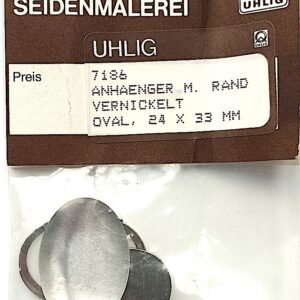 SEIDENMALEREI
UHLIG
UHLIG
Preis
7186
ANHAENGER M. RAND
VERNICKELT
OVAL, 24 X 33 MM